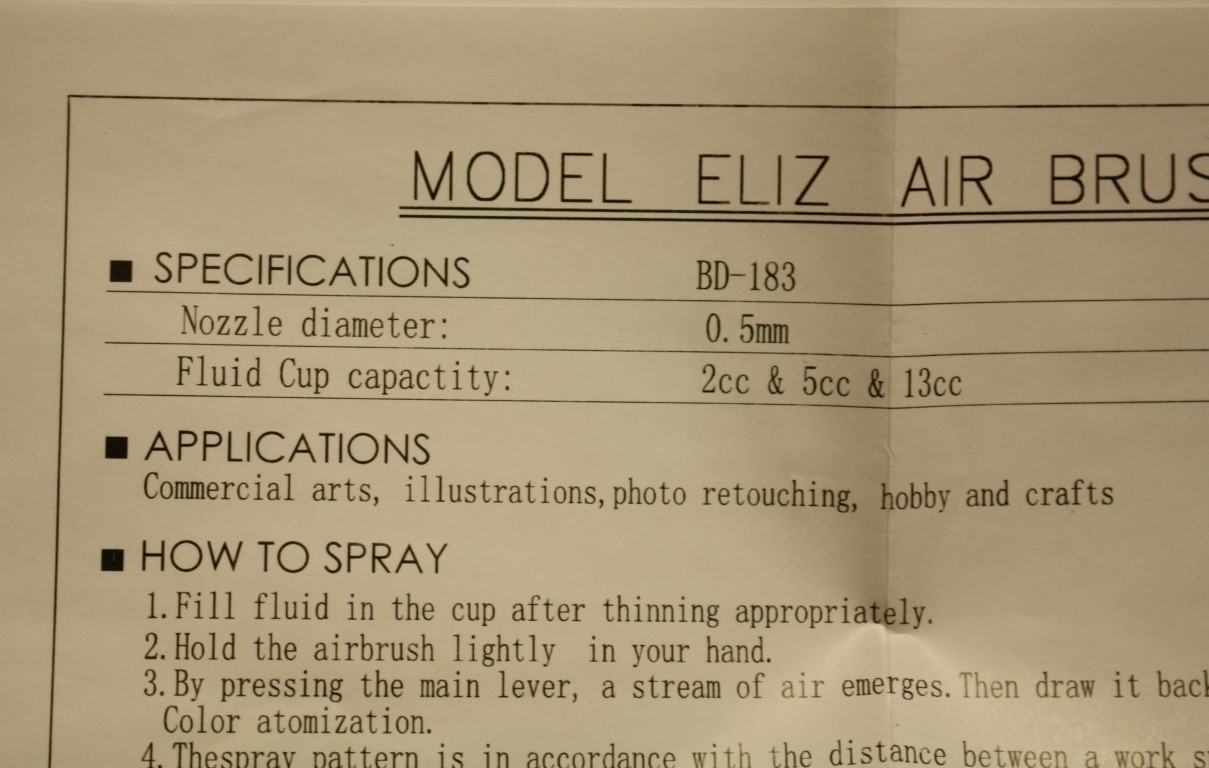 MODEL ELIZ AIR BRUS
■ SPECIFICATIONS BD-183
Nozzle diameter: 0.5mm
Fluid Cup capactity: 2cc & 5cc & 13cc
■ APPLICATIONS
Commercial arts, illustrations, photo retouching, hobby and crafts
■ HOW TO SPRAY
1. Fill fluid in the cup after thinning appropriately.
2. Hold the airbrush lightly in your hand.
3. By pressing the main lever, a stream of air emerges. Then draw it back
Color atomization.
4. Thespray pattern is in accordance with the distance between a work s